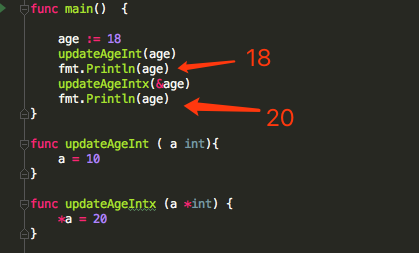 func main() {
age := 18
updateAgeInt(age)
fmt.Println(age)
18
updateAgeIntx(&age)
fmt.Println(age)
20
}
func updateAgeInt ( a int){
a = 10
}
func updateAgeIntx (a *int) {
*a = 20
}